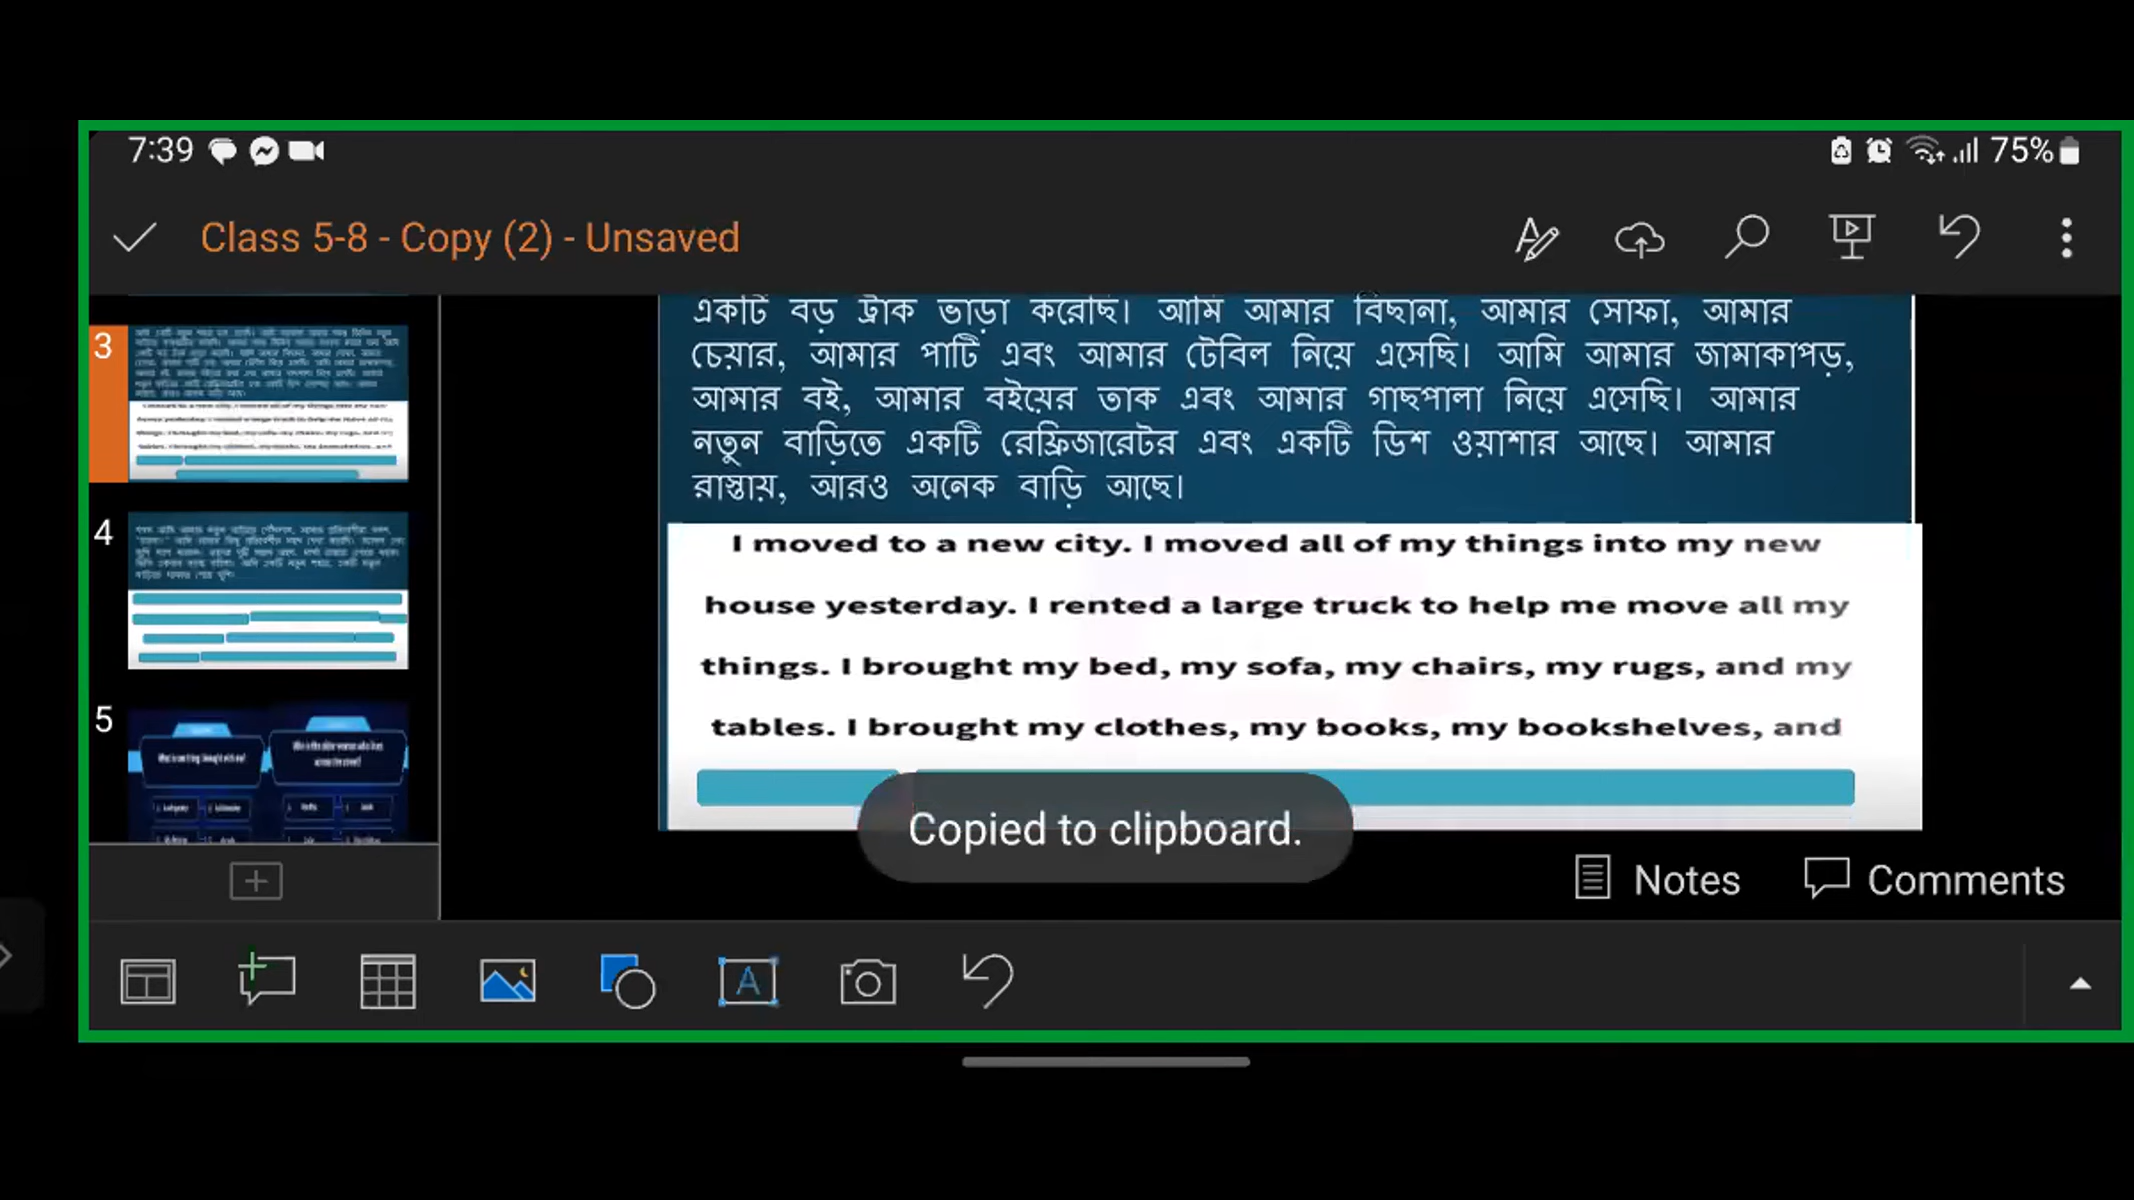 7:39
75%
Class 5-8 - Copy (2) - Unsaved
একটি বড় ট্রাক ভাড়া করেছি। আমি আমার বিছানা, আমার সোফা, আমার
চেয়ার, আমার পাটি এবং আমার টেবিল নিয়ে এসেছি। আমি আমার জামাকাপড়,
আমার বই, আমার বইয়ের তাক এবং আমার গাছপালা নিয়ে এসেছি। আমার
নতুন বাড়িতে একটি রেফ্রিজারেটর এবং একটি ডিশ ওয়াশার আছে। আমার
রাস্তায়, আরও অনেক বাড়ি আছে।
I moved to a new city. I moved all of my things into my new
house yesterday. I rented a large truck to help me move all my
things. I brought my bed, my sofa, my chairs, my rugs, and my
tables. I brought my clothes, my books, my bookshelves, and
Copied to clipboard.
3
4
5
Notes
Comments